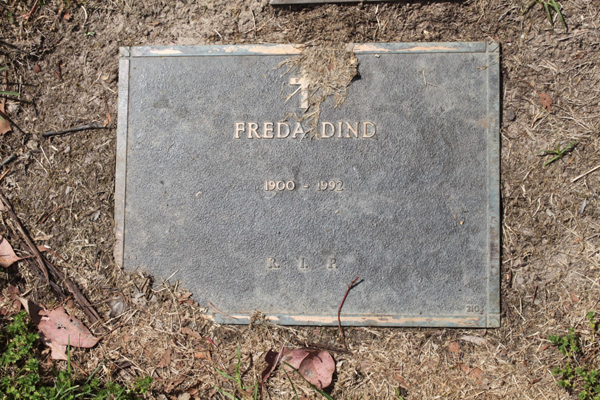 FREDA DIND
1900 - 1992
R. I. P.